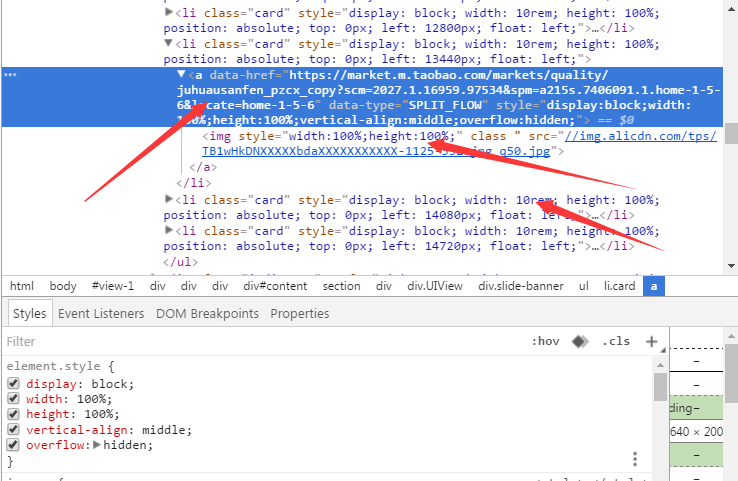 ▶<li class="card" style="display: block; width: 10rem; height: 100%;
position: absolute; top: 0px; left: 12800px; float: left;">…</li>
▼<li class="card" style="display: block; width: 10rem; height: 100%;
position: absolute; top: 0px; left: 13440px; float: left;">
▼<a data-href="https://market.m.taobao.com/markets/quality/
juhuausanfen_pzcx_copy?scm=2027.1.16959.97534&spm=a215s.7406091.1.home-1-5-
6&locate=home-1-5-6" data-type="SPLIT_FLOW" style="display:block;width:
100%;height:100%;vertical-align:middle;overflow:hidden;"> == $0
<img style="width:100%;height:100%;" class " src="//img.alicdn.com/tps/
q50.jpg">
</a>
</li>
▶<li class="card" style="display: block; width: 10rem; height: 100%;
position: absolute; top: 0px; left: 14080px; float: left;">…</li>
▶<li class="card" style="display: block; width: 10rem; height: 100%;
position: absolute; top: 0px; left: 14720px; float: left;">…</li>
</ul>
html body #view-1 div div div div#content section div div.UIView div.slide-banner ul li.card a
Styles Event Listeners DOM Breakpoints Properties
Filter :hov .cls +
element.style {
display: block;
width: 100%;
height: 100%;
vertical-align: middle;
overflow:▶hidden;
}
ding–
640 × 200